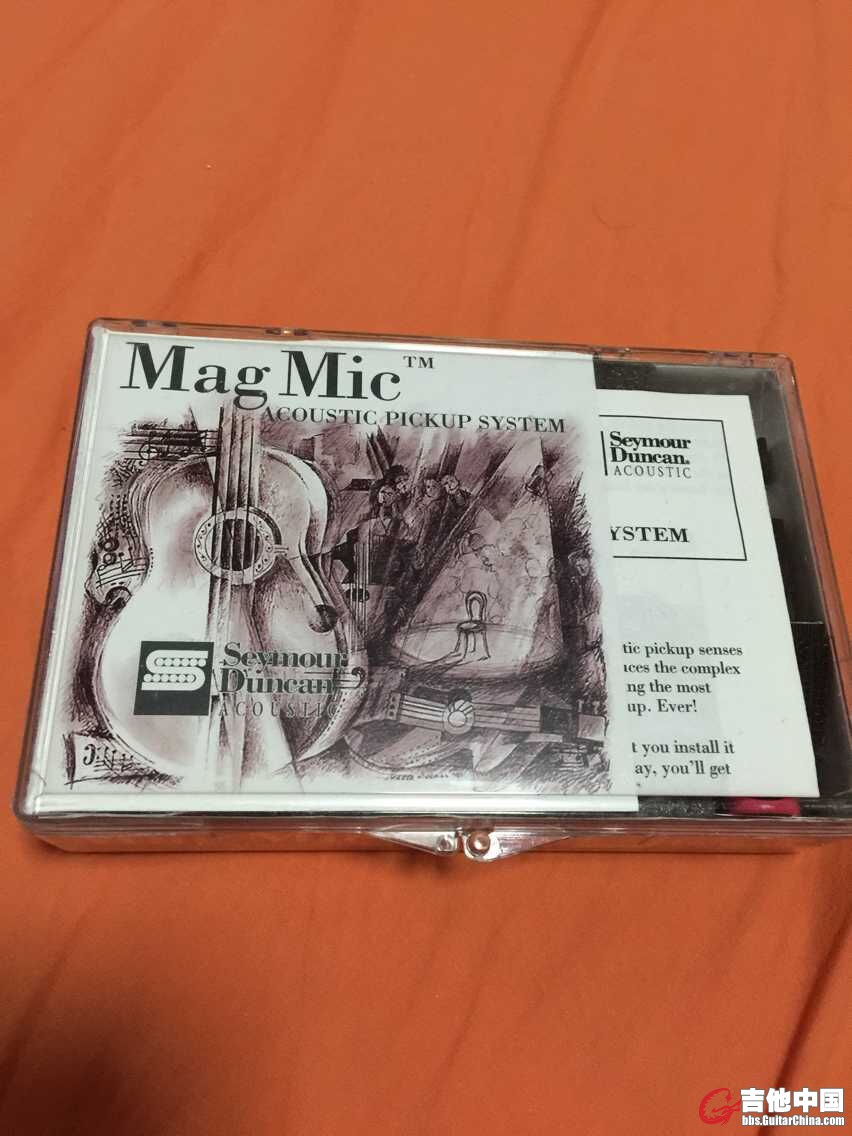 Mag Mic™
ACOUSTIC PICKUP SYSTEM
Seymour
Duncan
ACOUSTIC
Seymour
Duncan®
ACOUSTIC
YSTEM
tic pickup senses
ces the complex
ng the most
up. Ever!
t you install it
ay, you'll get
吉他中国
bbs.GuitarChina.com